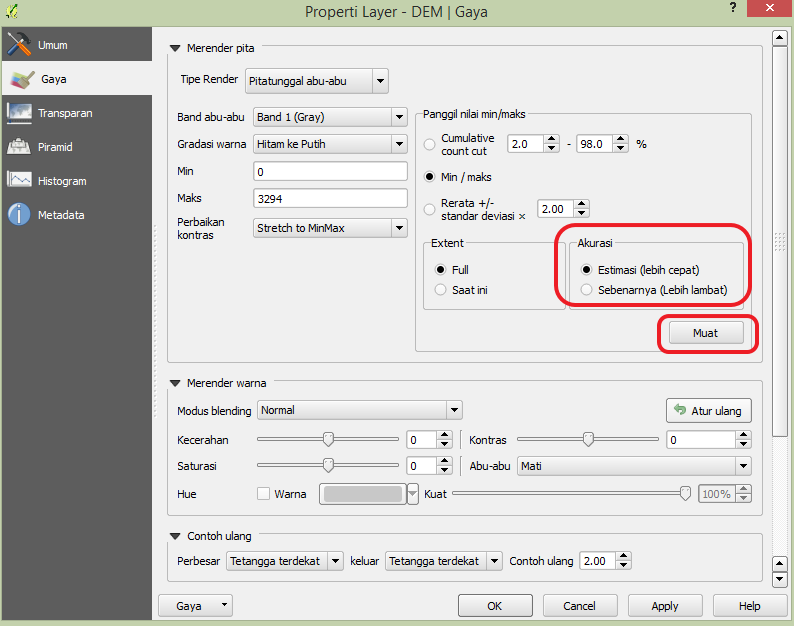 Properti Layer - DEM | Gaya
?
Umum
Gaya
Transparan
Piramid
Histogram
Metadata
Merender pita
Tipe Render Pitatunggal abu-abu
Band abu-abu Band 1 (Gray)
Gradasi warna Hitam ke Putih
Min 0
Maks 3294
Perbaikan
kontras
Stretch to MinMax
Panggil nilai min/maks
Cumulative
count cut
2.0 - 98.0 %
Min / maks
Rerata +/-
standar deviasi x
2.00
Extent
Full
Saat ini
Akurasi
Estimasi (lebih cepat)
Sebenarnya (Lebih lambat)
Muat
Merender warna
Modus blending Normal
Atur ulang
Kecerahan 0 Kontras 0
Saturasi 0 Abu-abu Mati
Hue Warna Kuat 100%
Contoh ulang
Perbesar Tetangga terdekat keluar Tetangga terdekat Contoh ulang 2.00
Gaya OK Cancel Apply Help